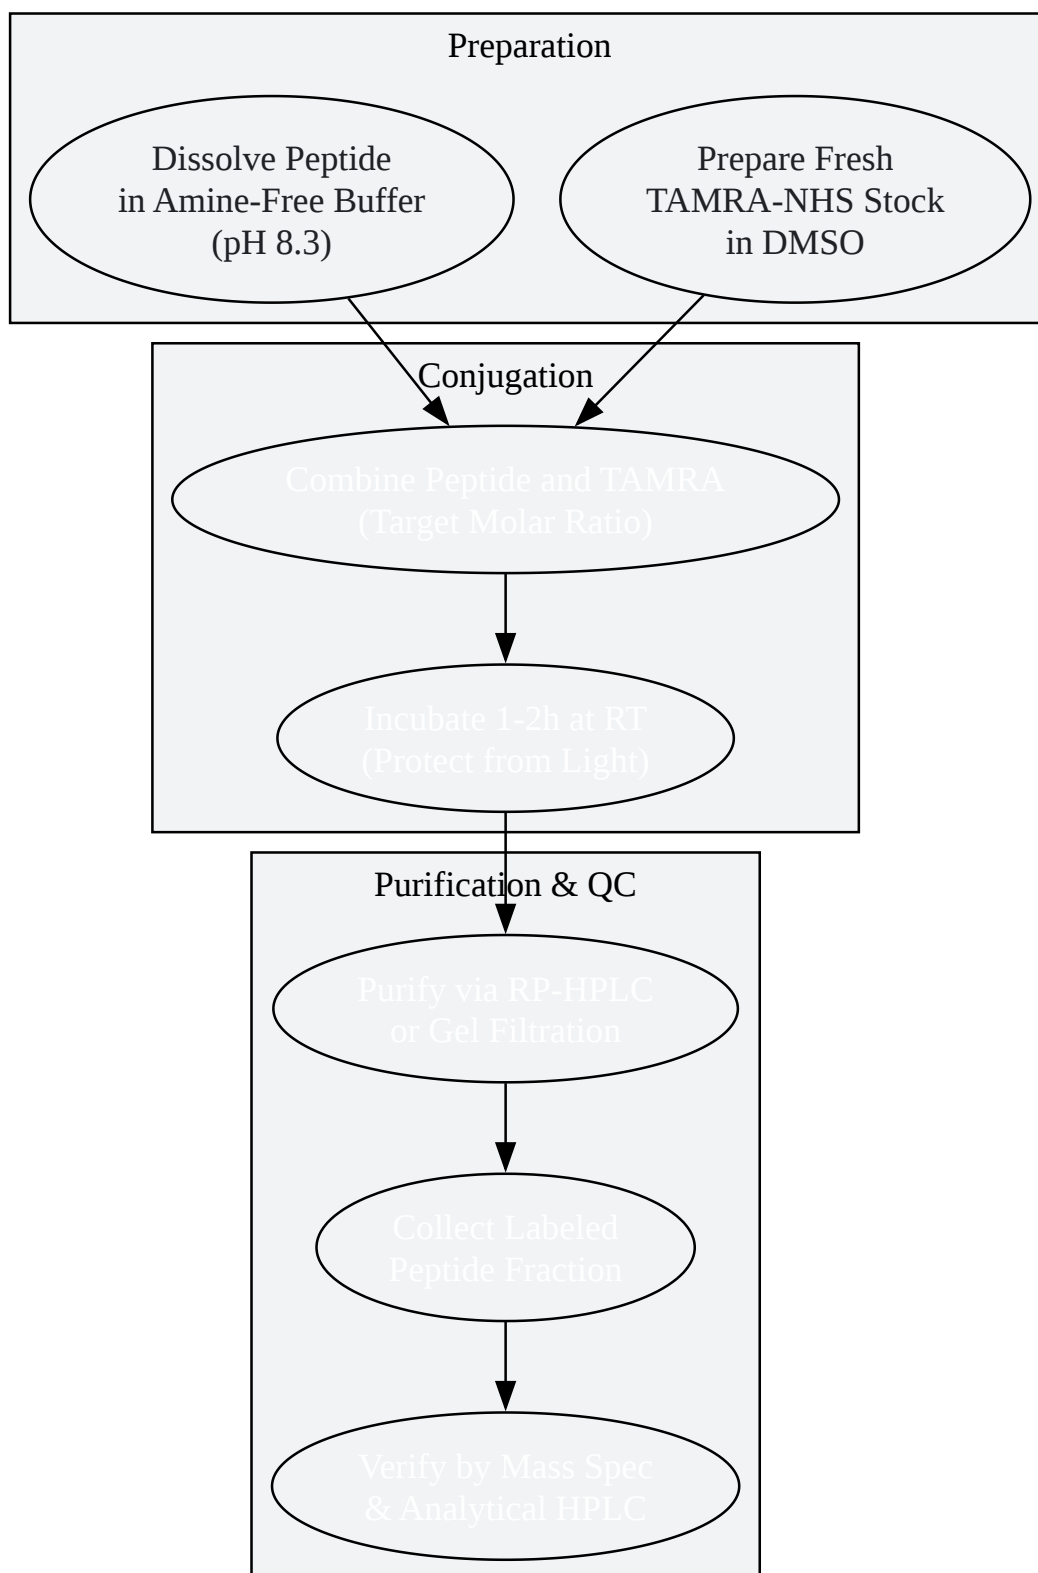 Preparation
Dissolve Peptide
in Amine-Free Buffer
(pH 8.3)
Prepare Fresh
TAMRA-NHS Stock
in DMSO
Conjugation
Combine Peptide and TAMRA
(Target Molar Ratio)
Incubate 1-2h at RT
(Protect from Light)
Purification & QC
Purify via RP-HPLC
or Gel Filtration
Collect Labeled
Peptide Fraction
Verify by Mass Spec
& Analytical HPLC